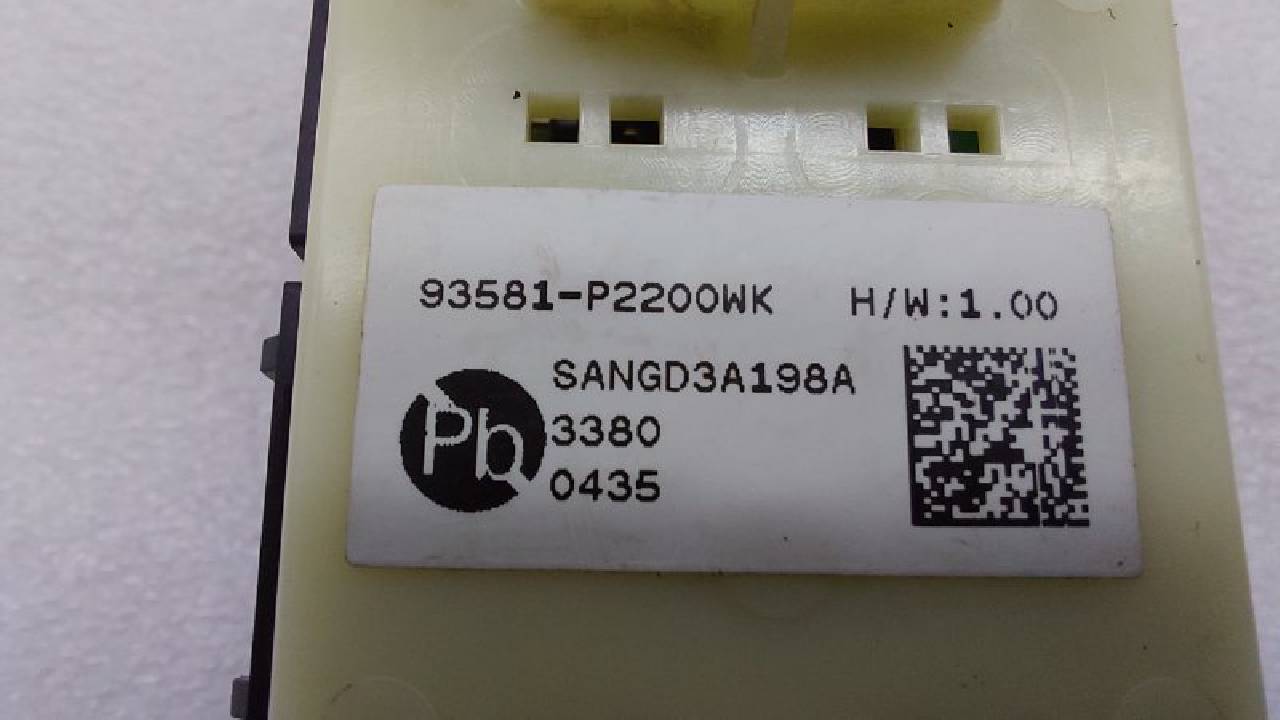 93581-P2200WK H/W:1.00
SANGD3A198A
Pb 3380
0435